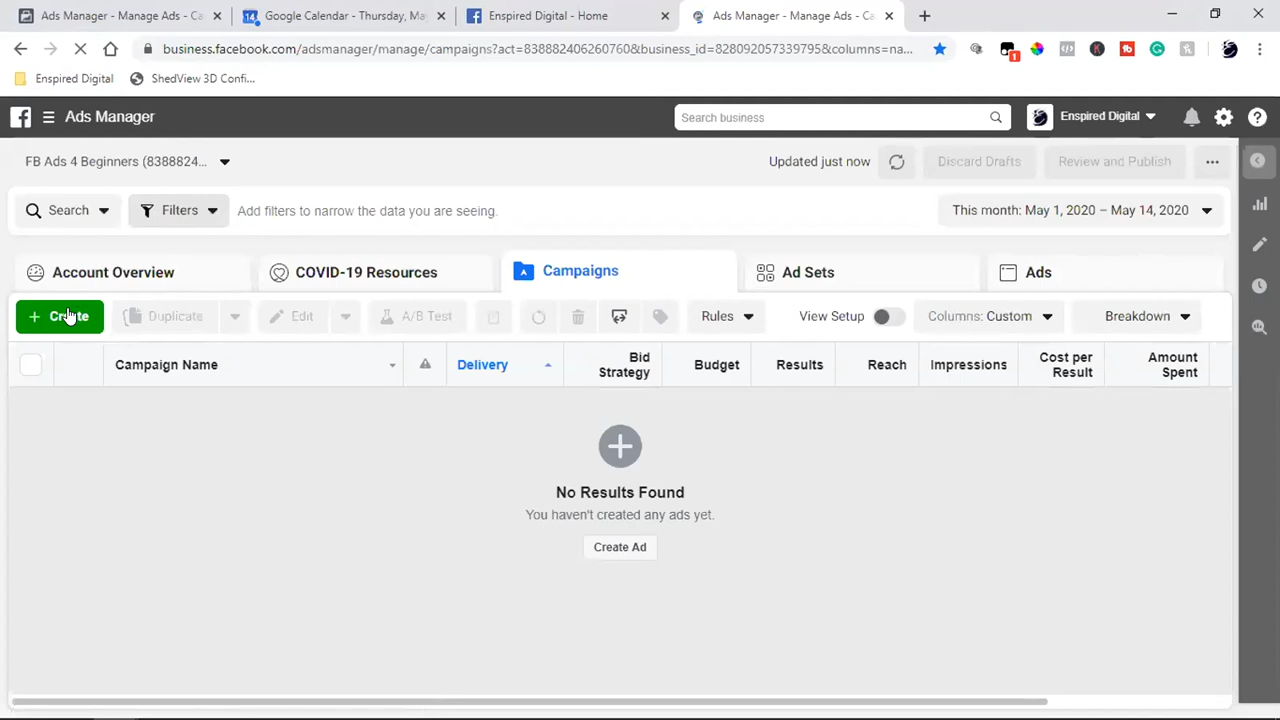 Ads Manager - Manage Ads - Ca
Google Calendar - Thursday, Ma
Enspired Digital - Home
Ads Manager - Manage Ads - Ca
business.facebook.com/adsmanager/manage/campaigns?act=838882406260760&business_id=828092057339795&columns=na...
1
Enspired Digital
ShedView 3D Confi...
Ads Manager
Search business
Enspired Digital
FB Ads 4 Beginners (8388824...
Updated just now
Discard Drafts
Review and Publish
Search
Filters
Add filters to narrow the data you are seeing.
This month: May 1, 2020 – May 14, 2020
Account Overview
COVID-19 Resources
Campaigns
Ad Sets
Ads
+ Create
Duplicate
Edit
A/B Test
Rules
View Setup
Columns: Custom
Breakdown
Campaign Name
Delivery
Bid Strategy
Budget
Results
Reach
Impressions
Cost per Result
Amount Spent
No Results Found
You haven't created any ads yet.
Create Ad